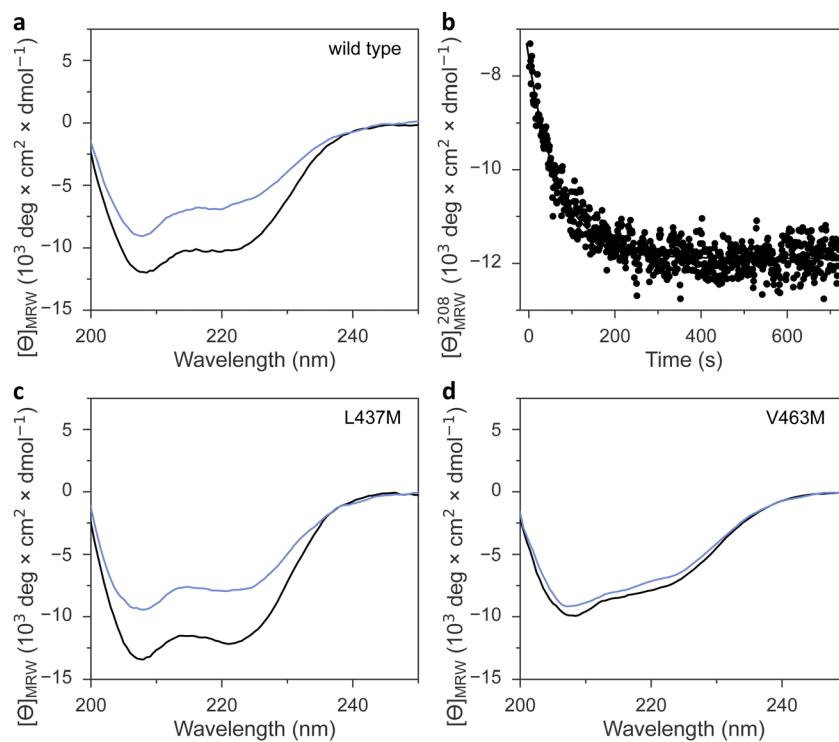 a
wild type
[Θ]MRW (10³ deg × cm² × dmol⁻¹)
5
0
−5
−10
−15
200
220
240
Wavelength (nm)
b
[Θ]²⁰⁸MRW (10³ deg × cm² × dmol⁻¹)
−8
−10
−12
0
200
400
600
Time (s)
c
L437M
[Θ]MRW (10³ deg × cm² × dmol⁻¹)
5
0
−5
−10
−15
200
220
240
Wavelength (nm)
d
V463M
[Θ]MRW (10³ deg × cm² × dmol⁻¹)
5
0
−5
−10
−15
200
220
240
Wavelength (nm)